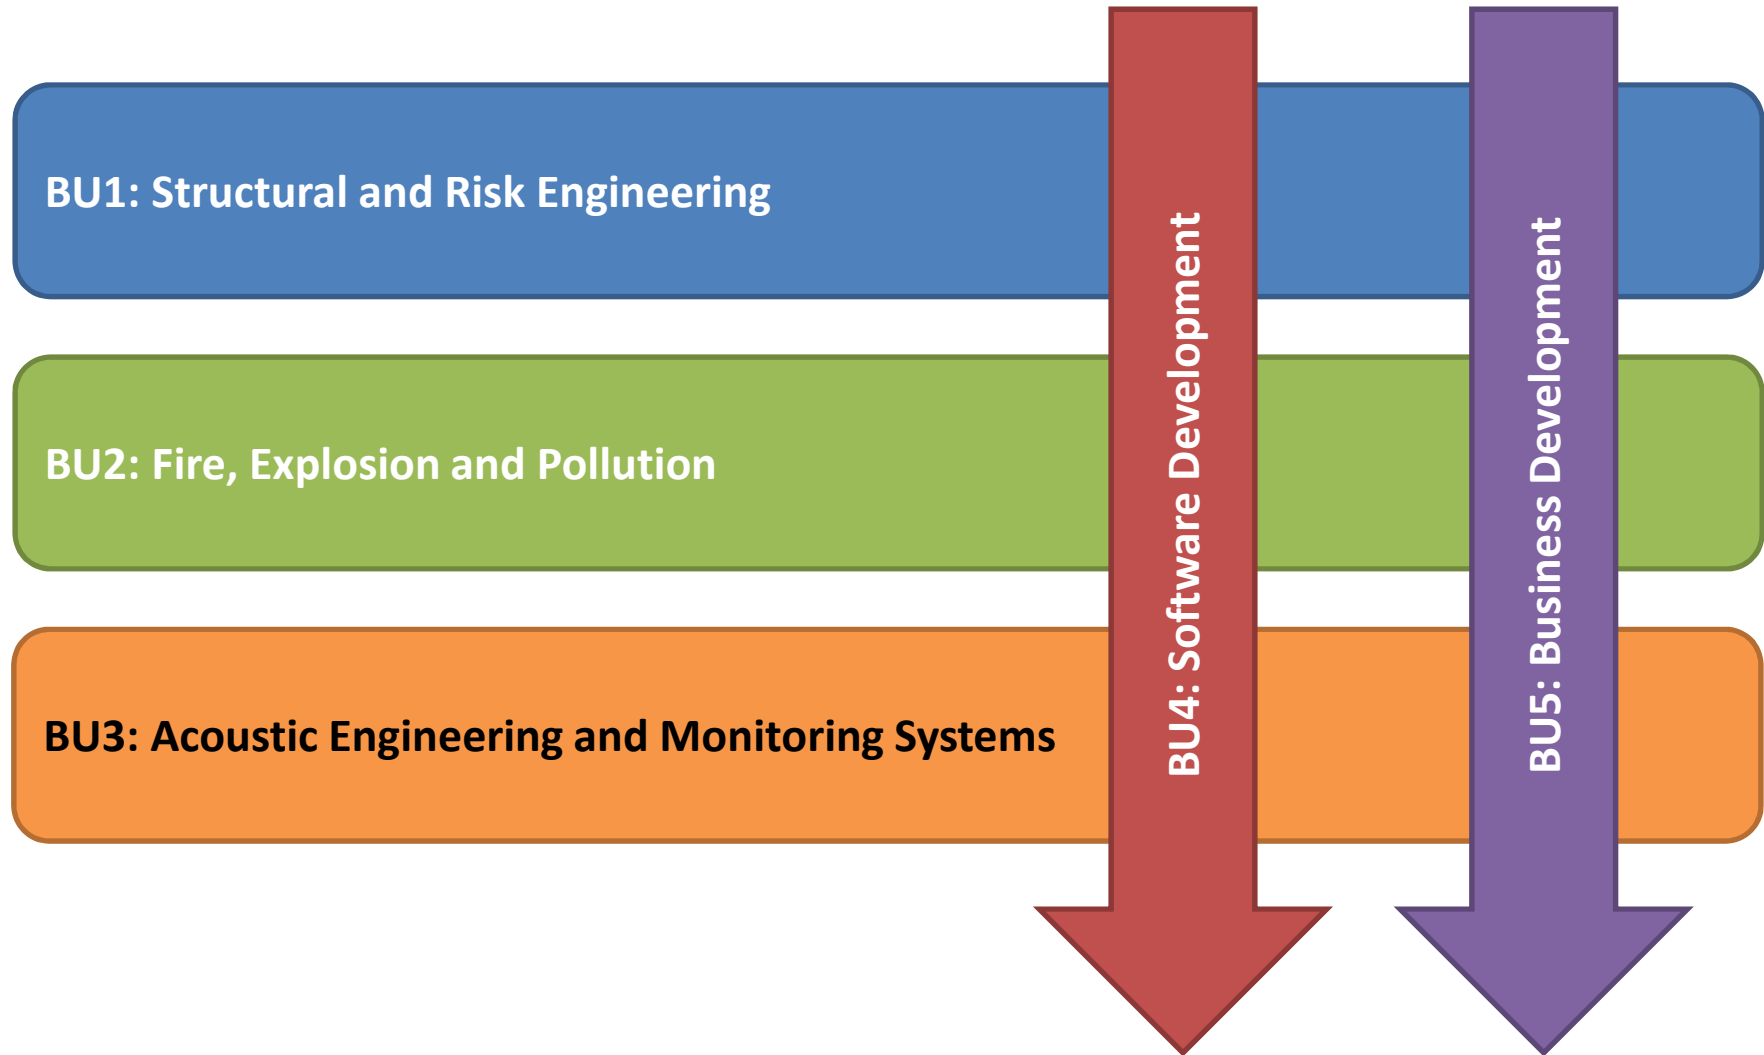 BU1: Structural and Risk Engineering
BU2: Fire, Explosion and Pollution
BU3: Acoustic Engineering and Monitoring Systems
BU4: Software Development
BU5: Business Development